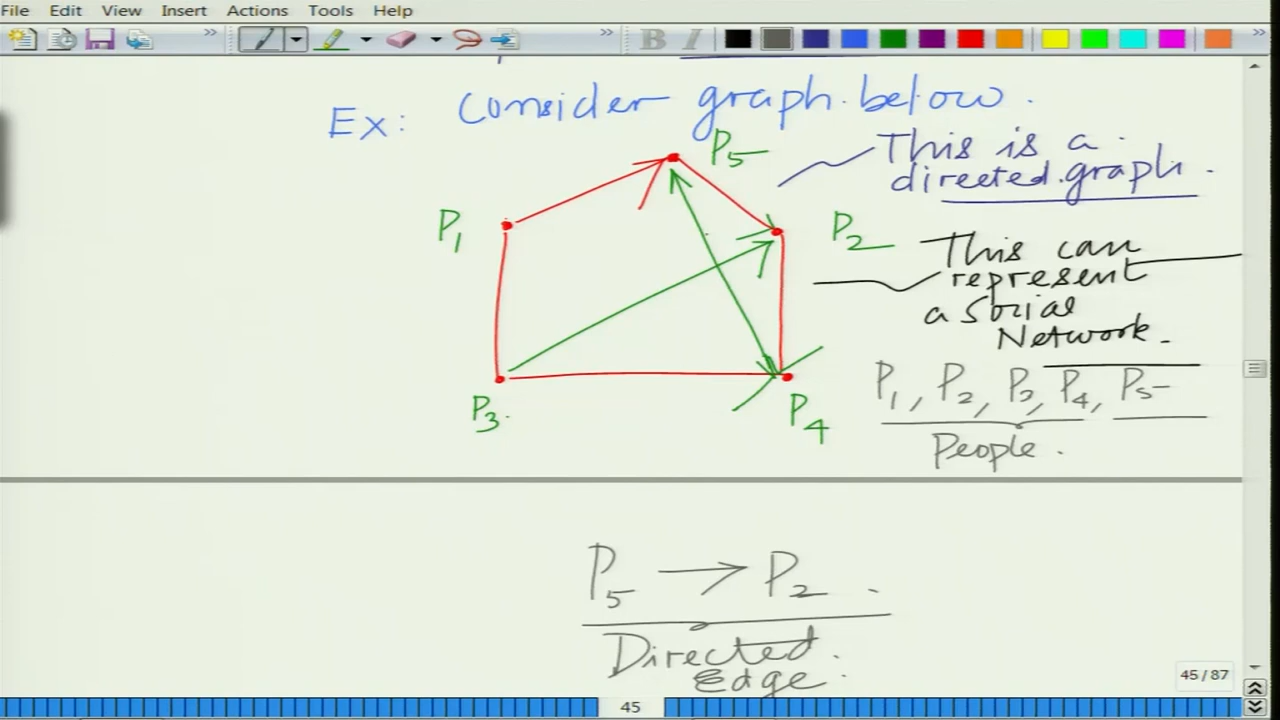 File Edit View Insert Actions Tools Help
B I
Ex: Consider graph below.
P5
This is a
directed graph.
P1
P2
This can
represent
a Social
Network.
P1, P2, P3, P4, P5
People.
P3.
P4
P5 → P2.
Directed.
Edge.
45 / 87
45